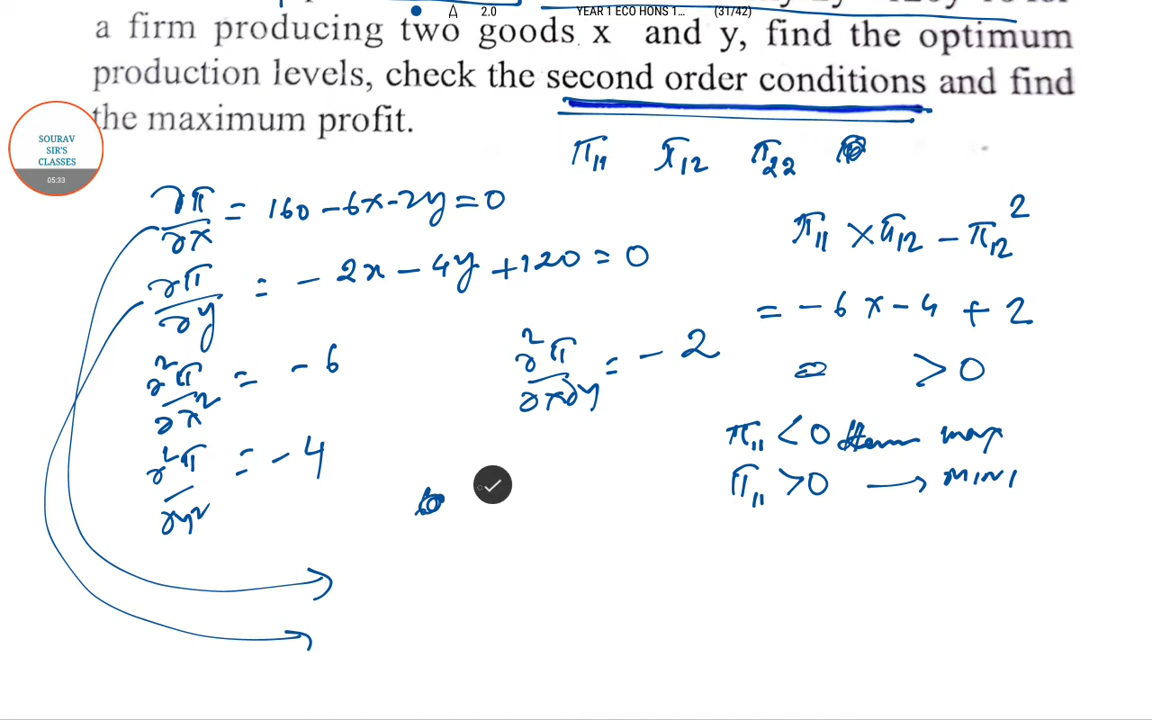 A 2.0 YEAR 1 ECO HONS 1... (31/42)
a firm producing two goods x and y, find the optimum
production levels, check the second order conditions and find
the maximum profit.
SOURAV
SIR'S
CLASSES
05:33
π11 π12 π22
∂π/∂x = 160 - 6x - 2y = 0
π11 × π12 - π12²
∂π/∂y = - 2x - 4y + 120 = 0
= - 6 x - 4 + 2
∂²π/∂x² = - 6
∂²π/∂x∂y = - 2
> 0
∂²π/∂y² = - 4
π11 < 0 max
π11 > 0 → mini